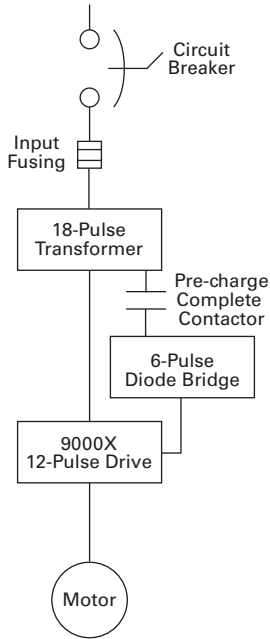 Circuit
Breaker
Input
Fusing
18-Pulse
Transformer
Pre-charge
Complete
Contactor
6-Pulse
Diode Bridge
9000X
12-Pulse Drive
Motor